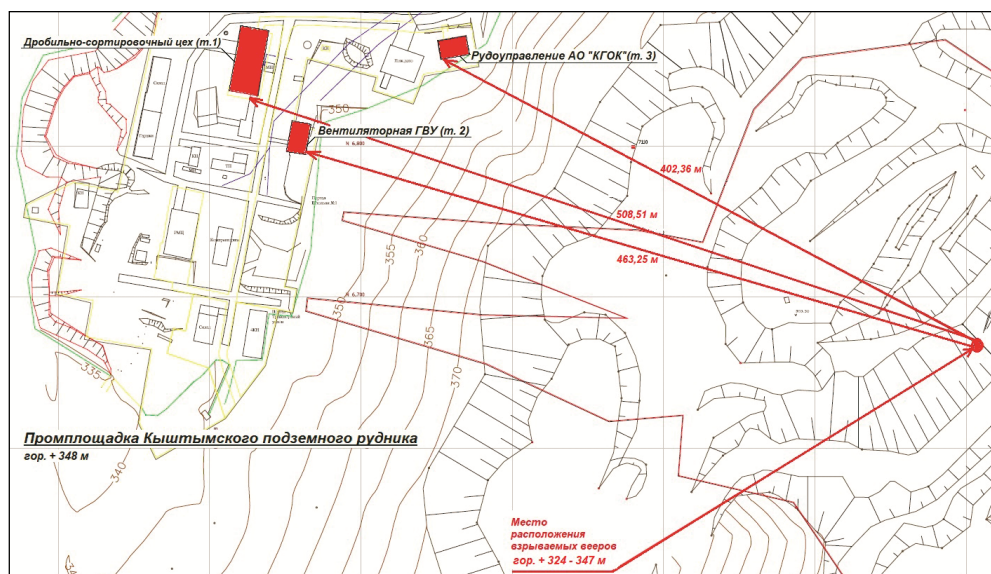 Дробильно-сортировочный цех (т.1)
Рудоуправление АО "КГОК"(т. 3)
350
Вентиляторная ГВУ (т. 2)
402,36 м
508,51 м
463,25 м
355
360
350
365
370
335
340
Промплощадка Кыштымского подземного рудника
гор. + 348 м
Место
расположения
взрываемых вееров
гор. + 324 - 347 м